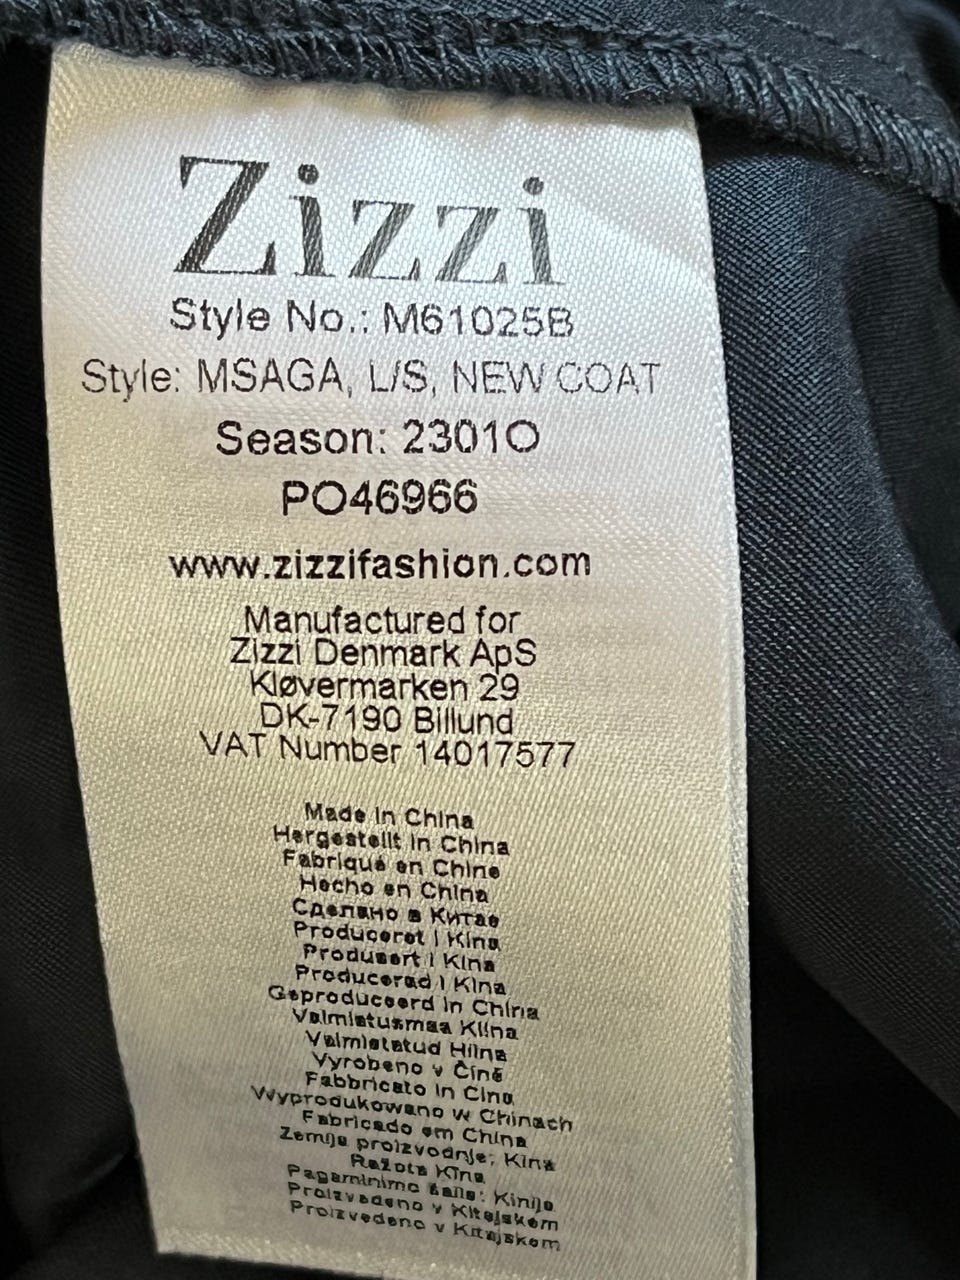 Zizzi
Style No.: M61025B
Style: MSAGA, L/S, NEW COAT
Season: 2301O
PO46966
www.zizzifashion.com
Manufactured for
Zizzi Denmark ApS
Kløvermarken 29
DK-7190 Billund
VAT Number 14017577
Made in China
Hergestellt in China
Fabriqué en Chine
Hecho en China
Сделано в Китае
Produceret i Kina
Produsert i Kina
Producerad i Kina
Geproduceerd in China
Valmistusmaa Kiina
Valmistatud Hiina
Vyrobeno v Číně
Fabbricato in Cina
Wyprodukowano w Chinach
Fabricado em China
Zemlja proizvodnje: Kina
Ražots Ķīna
Pagaminimo šalis: Kinija
Proizvedeno v Kitajskem
Proizvedeno v Kitajskom